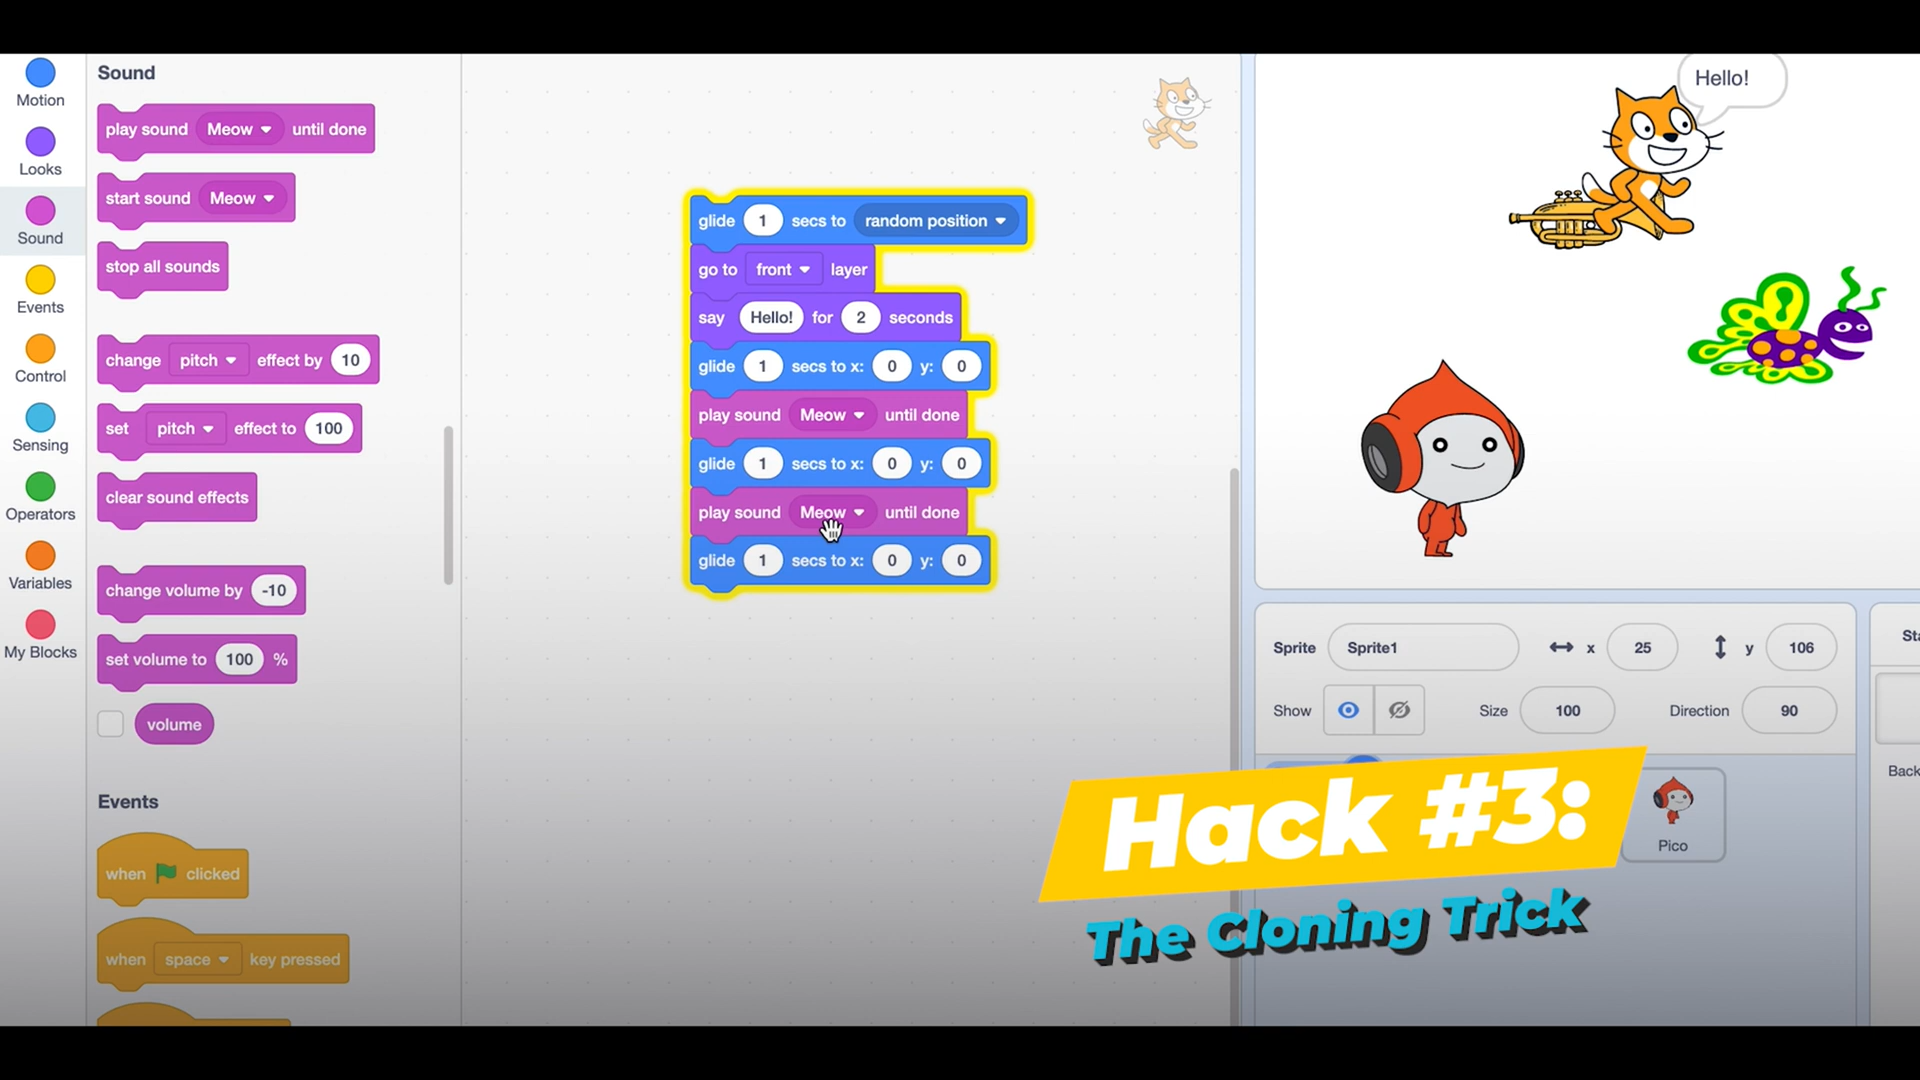 Motion
Looks
Sound
Events
Control
Sensing
Operators
Variables
My Blocks
Sound
play sound Meow until done
start sound Meow
stop all sounds
change pitch effect by 10
set pitch effect to 100
clear sound effects
change volume by -10
set volume to 100 %
volume
Events
when clicked
when space key pressed
glide 1 secs to random position
go to front layer
say Hello! for 2 seconds
glide 1 secs to x: 0 y: 0
play sound Meow until done
glide 1 secs to x: 0 y: 0
play sound Meow until done
glide 1 secs to x: 0 y: 0
Hello!
Sprite Sprite1 x 25 y 106
Show Size 100 Direction 90
Pico
Sta
Back
Hack #3:
The Cloning Trick